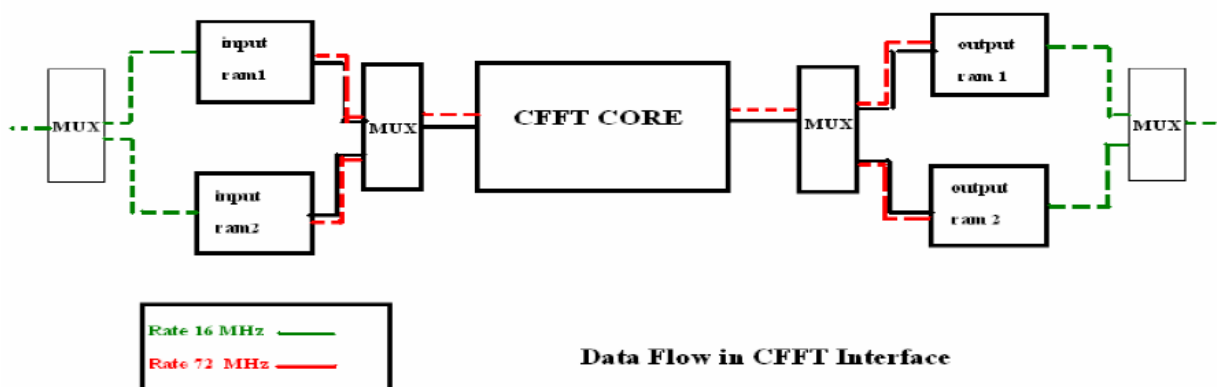 input
ram1
output
ram 1
MUX
MUX
CFFT CORE
MUX
MUX
input
ram2
output
ram 2
Rate 16 MHz
Rate 72 MHz
Data Flow in CFFT Interface